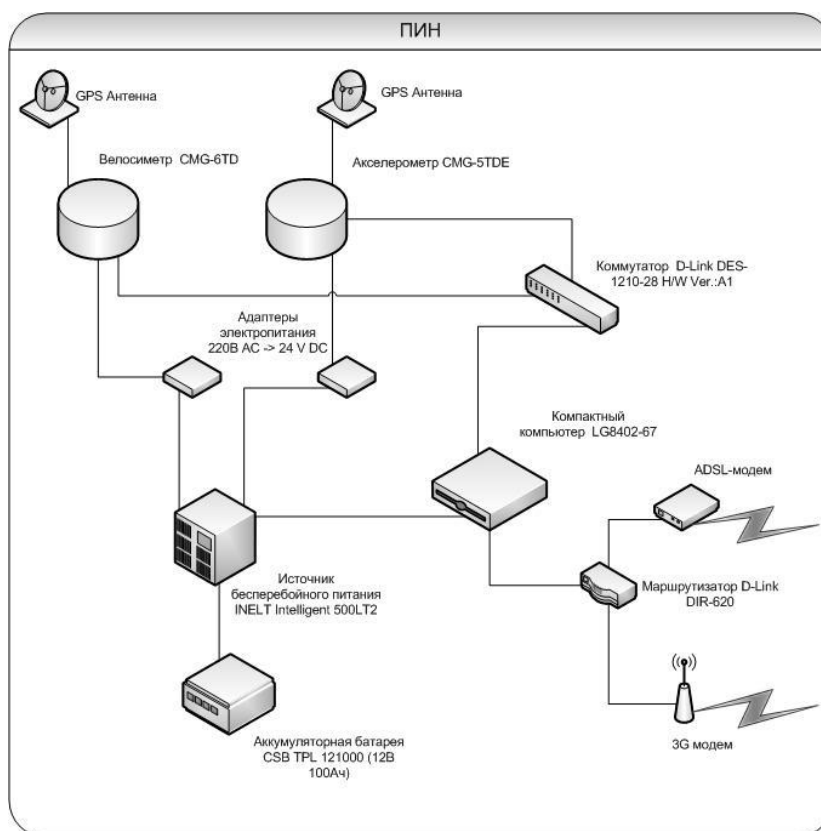 ПИН
GPS Антенна
GPS Антенна
Велосиметр CMG-6TD
Акселерометр CMG-5TDE
Коммутатор D-Link DES-
1210-28 H/W Ver.:A1
Адаптеры
электропитания
220В AC -> 24 V DC
Компактный
компьютер LG8402-67
ADSL-модем
Источник
бесперебойного питания
INELT Intelligent 500LT2
Маршрутизатор D-Link
DIR-620
Аккумуляторная батарея
CSB TPL 121000 (12В
100Ач)
3G модем